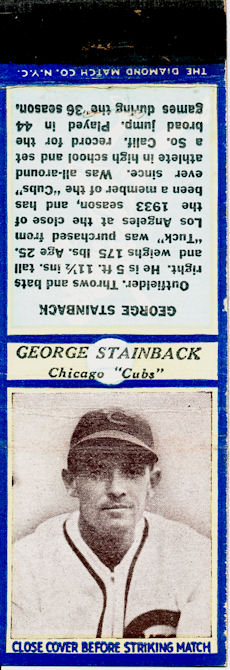 GEORGE STAINBACK
Outfielder. Throws and bats
right. He is 5 ft. 11½ ins. tall
and weighs 175 lbs. Age 25.
"Tuck" was purchased from
Los Angeles at the close of
the 1933 season, and has
been a member of the "Cubs"
ever since. Was all-around
athlete in high school and set
a So. Calif. record for the
broad jump. Played in 44
games during the '36 season.
THE DIAMOND MATCH CO. N.Y.C.
GEORGE STAINBACK
Chicago "Cubs"
CLOSE COVER BEFORE STRIKING MATCH